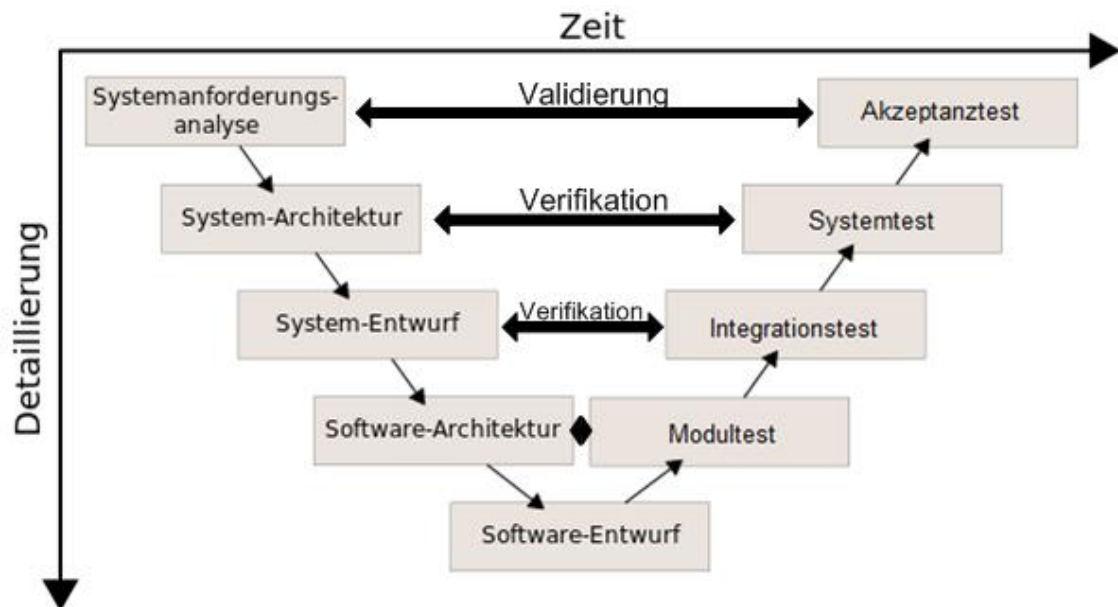 Zeit
Systemanforderungs-
analyse
Validierung
Akzeptanztest
System-Architektur
Verifikation
Systemtest
Detaillierung
System-Entwurf
Verifikation
Integrationstest
Software-Architektur
Modultest
Software-Entwurf